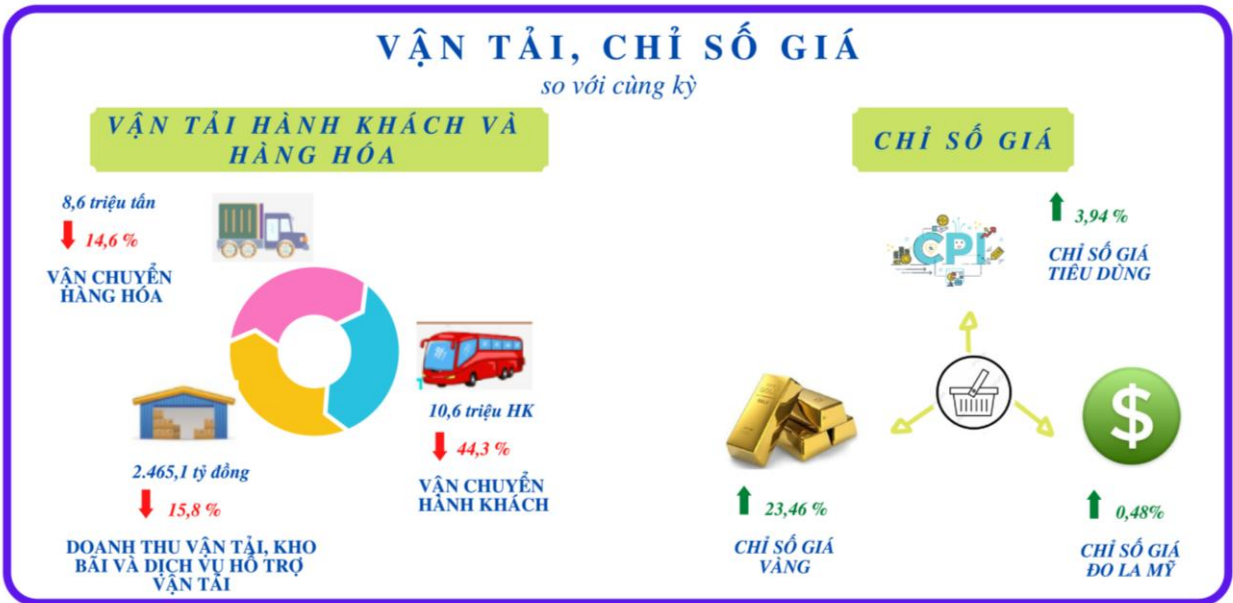 VẬN TẢI, CHỈ SỐ GIÁ
so với cùng kỳ
VẬN TẢI HÀNH KHÁCH VÀ
HÀNG HÓA
8,6 triệu tấn
14,6 %
VẬN CHUYỂN
HÀNG HÓA
10,6 triệu HK
44,3 %
VẬN CHUYỂN
HÀNH KHÁCH
2.465,1 tỷ đồng
15,8 %
DOANH THU VẬN TẢI, KHO
BÃI VÀ DỊCH VỤ HỖ TRỢ
VẬN TẢI
CHỈ SỐ GIÁ
CPI
3,94 %
CHỈ SỐ GIÁ
TIÊU DÙNG
$
23,46 %
CHỈ SỐ GIÁ
VÀNG
0,48%
CHỈ SỐ GIÁ
ĐO LA MỸ